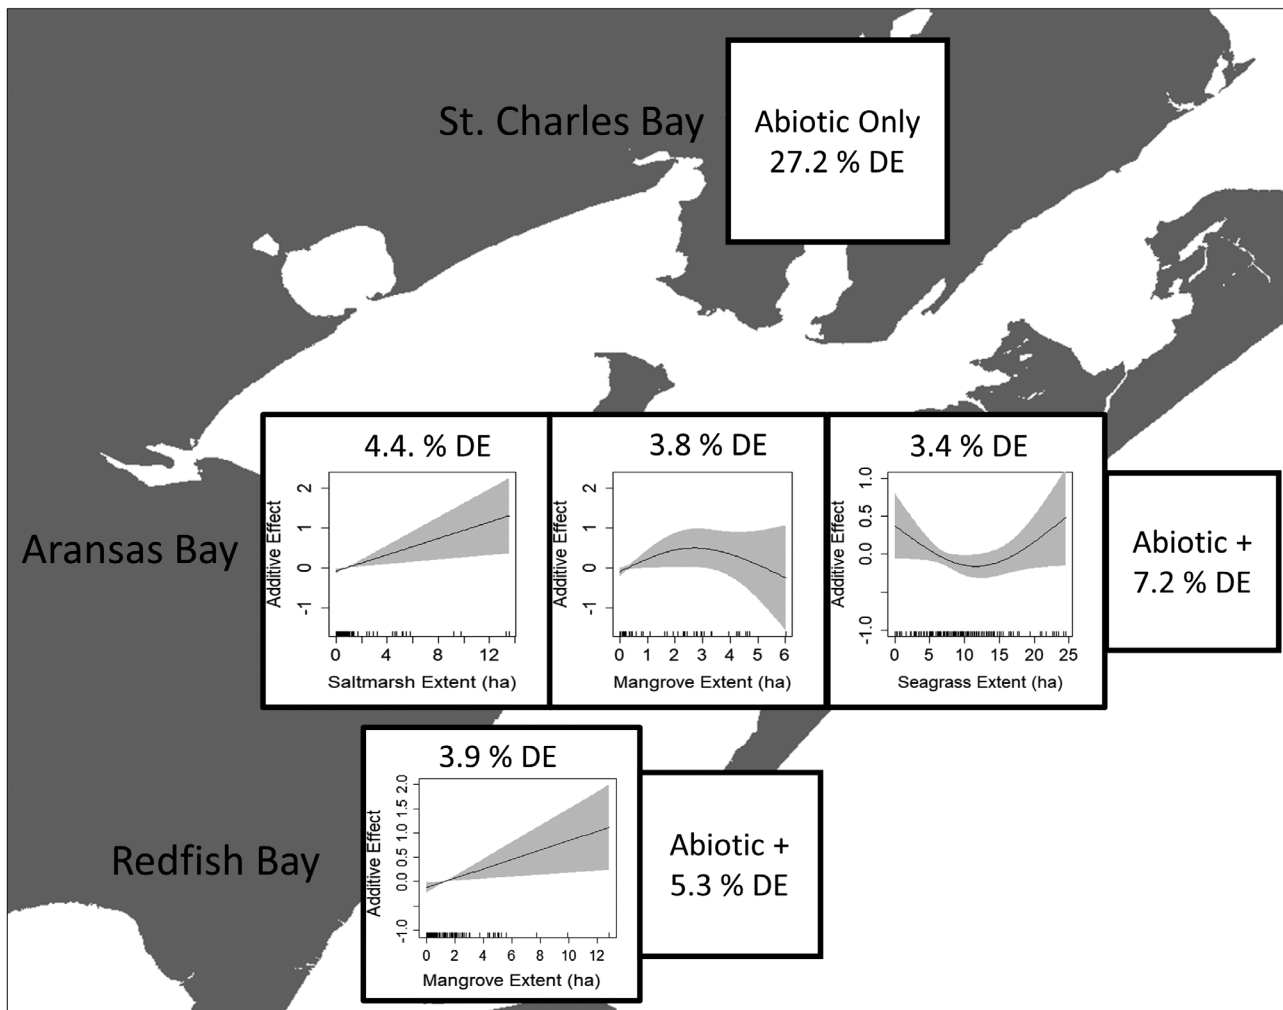 St. Charles Bay
Abiotic Only
27.2 % DE
Aransas Bay
4.4. % DE
Additive Effect
2
1
0
-1
0 4 8 12
Saltmarsh Extent (ha)
3.8 % DE
Additive Effect
2
1
0
-1
0 1 2 3 4 5 6
Mangrove Extent (ha)
3.4 % DE
Additive Effect
1.0
0.5
0.0
-1.0
0 5 10 15 20 25
Seagrass Extent (ha)
Abiotic +
7.2 % DE
Redfish Bay
3.9 % DE
Additive Effect
2.0
1.5
1.0
0.5
0.0
-1.0
0 2 4 6 8 10 12
Mangrove Extent (ha)
Abiotic +
5.3 % DE